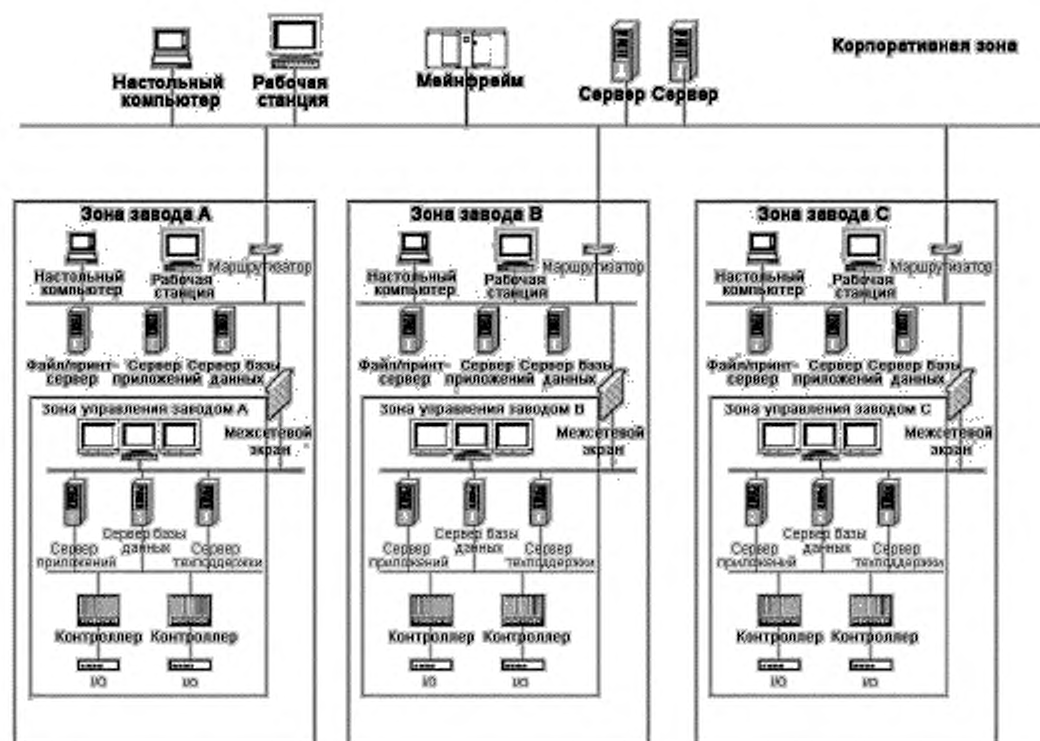 Корпоративная зона
Настольный
компьютер
Рабочая
станция
Мейнфрейм
Сервер
Сервер
Зона завода A
Настольный
компьютер
Рабочая
станция
Маршрутизатор
Файл/принт-
сервер
Сервер
приложений
Сервер базы
данных
Зона управления заводом A
Межсетевой
экран
Сервер
приложений
Сервер базы
данных
Сервер
техподдержки
Контроллер
Контроллер
I/O
I/O
Зона завода B
Настольный
компьютер
Рабочая
станция
Маршрутизатор
Файл/принт-
сервер
Сервер
приложений
Сервер базы
данных
Зона управления заводом B
Межсетевой
экран
Сервер
приложений
Сервер базы
данных
Сервер
техподдержки
Контроллер
Контроллер
I/O
I/O
Зона завода C
Настольный
компьютер
Рабочая
станция
Маршрутизатор
Файл/принт-
сервер
Сервер
приложений
Сервер базы
данных
Зона управления заводом C
Межсетевой
экран
Сервер
приложений
Сервер базы
данных
Сервер
техподдержки
Контроллер
Контроллер
I/O
I/O